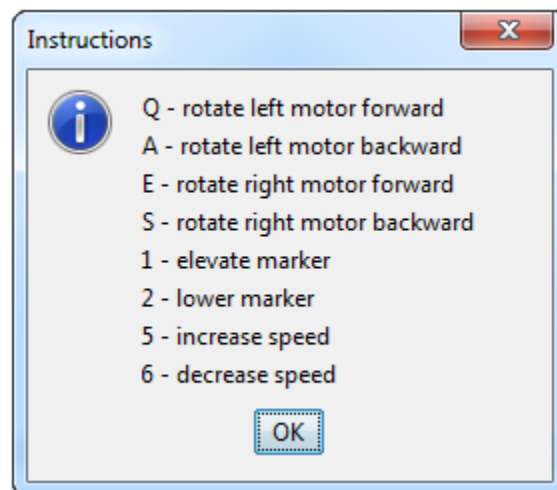 Instructions
Q - rotate left motor forward
A - rotate left motor backward
E - rotate right motor forward
S - rotate right motor backward
1 - elevate marker
2 - lower marker
5 - increase speed
6 - decrease speed
OK